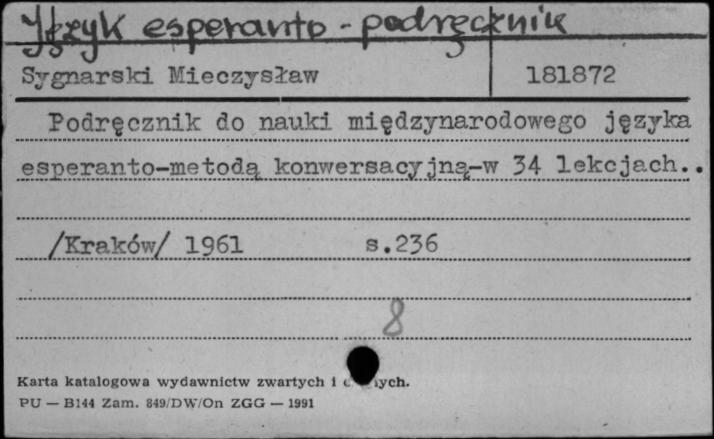 Język esperanto - podręcznik
Sygnarski Mieczysław 181872
Podręcznik do nauki międzynarodowego języka
esperanto-metodą konwersacyjną-w 34 lekcjach..
/Kraków/ 1961 s.236
8
Karta katalogowa wydawnictw zwartych i
PU — B144 Zam. 849/DW/On ZGG — 1991